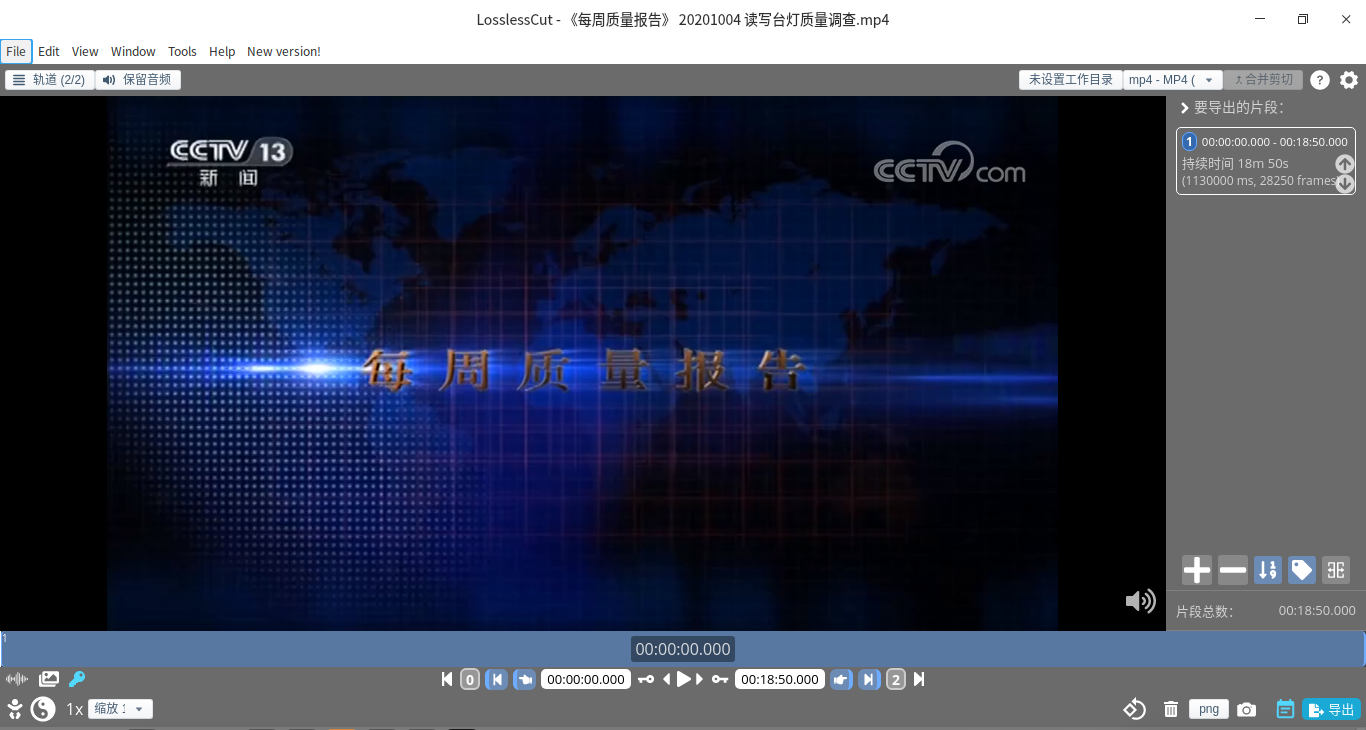 LosslessCut - 《每周质量报告》 20201004 读写台灯质量调查.mp4
File Edit View Window Tools Help New version!
轨道 (2/2) 保留音频 未设置工作目录 mp4 - MP4 ( 合并剪切 ?
要导出的片段：
1 00:00:00.000 - 00:18:50.000
持续时间 18m 50s
(1130000 ms, 28250 frames
CCTV 13
新 闻
CCTV.com
每周质量报告
片段总数： 00:18:50.000
1
00:00:00.000
0 00:00:00.000 00:18:50.000 2
1x 缩放 1 png 导出